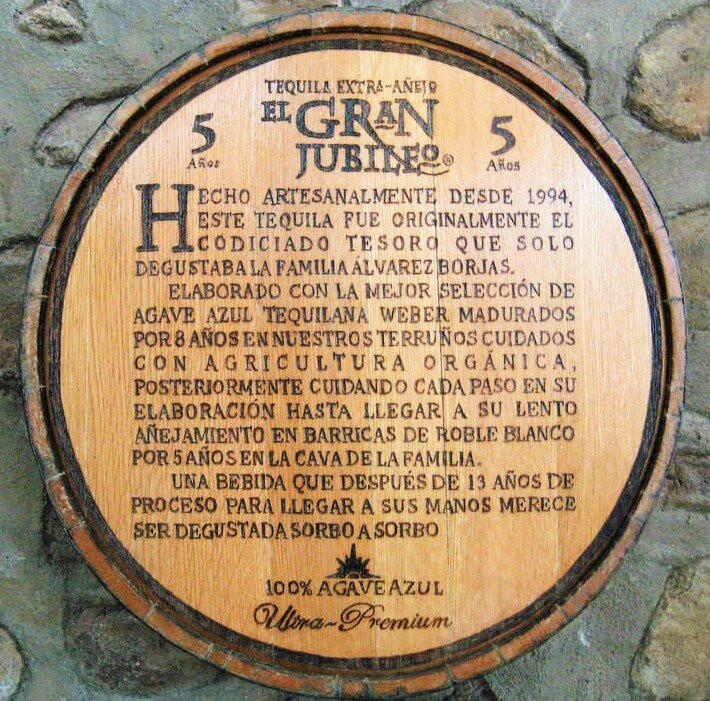 TEQUILA EXTRA-AÑEJO
EL GRAN
JUBILEO®
5 Años
5 Años
HECHO ARTESANALMENTE DESDE 1994,
ESTE TEQUILA FUE ORIGINALMENTE EL
CODICIADO TESORO QUE SOLO
DEGUSTABA LA FAMILIA ÁLVAREZ BORJAS.
ELABORADO CON LA MEJOR SELECCIÓN DE
AGAVE AZUL TEQUILANA WEBER MADURADOS
POR 8 AÑOS EN NUESTROS TERRUÑOS CUIDADOS
CON AGRICULTURA ORGÁNICA,
POSTERIORMENTE CUIDANDO CADA PASO EN SU
ELABORACIÓN HASTA LLEGAR A SU LENTO
AÑEJAMIENTO EN BARRICAS DE ROBLE BLANCO
POR 5 AÑOS EN LA CAVA DE LA FAMILIA.
UNA BEBIDA QUE DESPUÉS DE 13 AÑOS DE
PROCESO PARA LLEGAR A SUS MANOS MERECE
SER DEGUSTADA SORBO A SORBO
100% AGAVE AZUL
Ultra-Premium